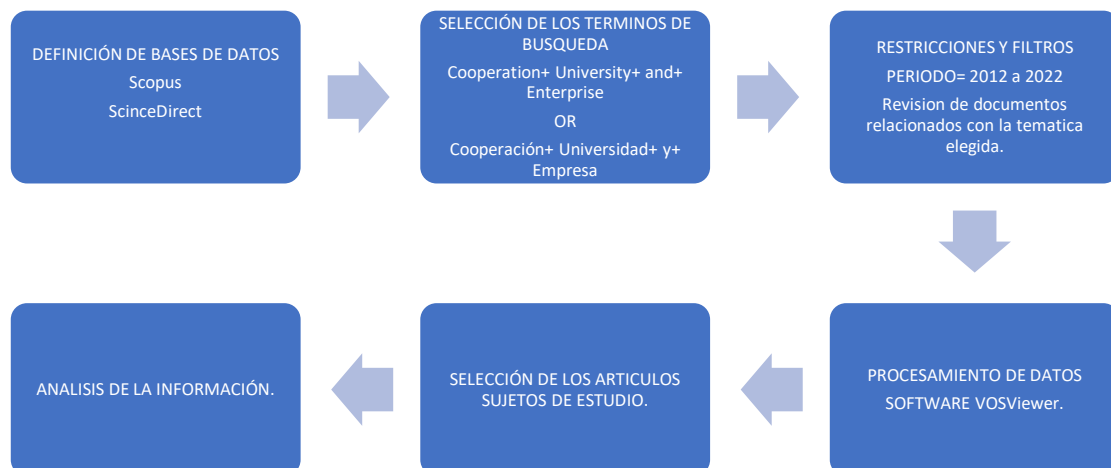 DEFINICIÓN DE BASES DE DATOS
Scopus
ScinceDirect
SELECCIÓN DE LOS TERMINOS DE
BUSQUEDA
Cooperation+ University+ and+
Enterprise
OR
Cooperación+ Universidad+ y+
Empresa
RESTRICCIONES Y FILTROS
PERIODO= 2012 a 2022
Revision de documentos
relacionados con la tematica
elegida.
PROCESAMIENTO DE DATOS
SOFTWARE VOSViewer.
SELECCIÓN DE LOS ARTICULOS
SUJETOS DE ESTUDIO.
ANALISIS DE LA INFORMACIÓN.